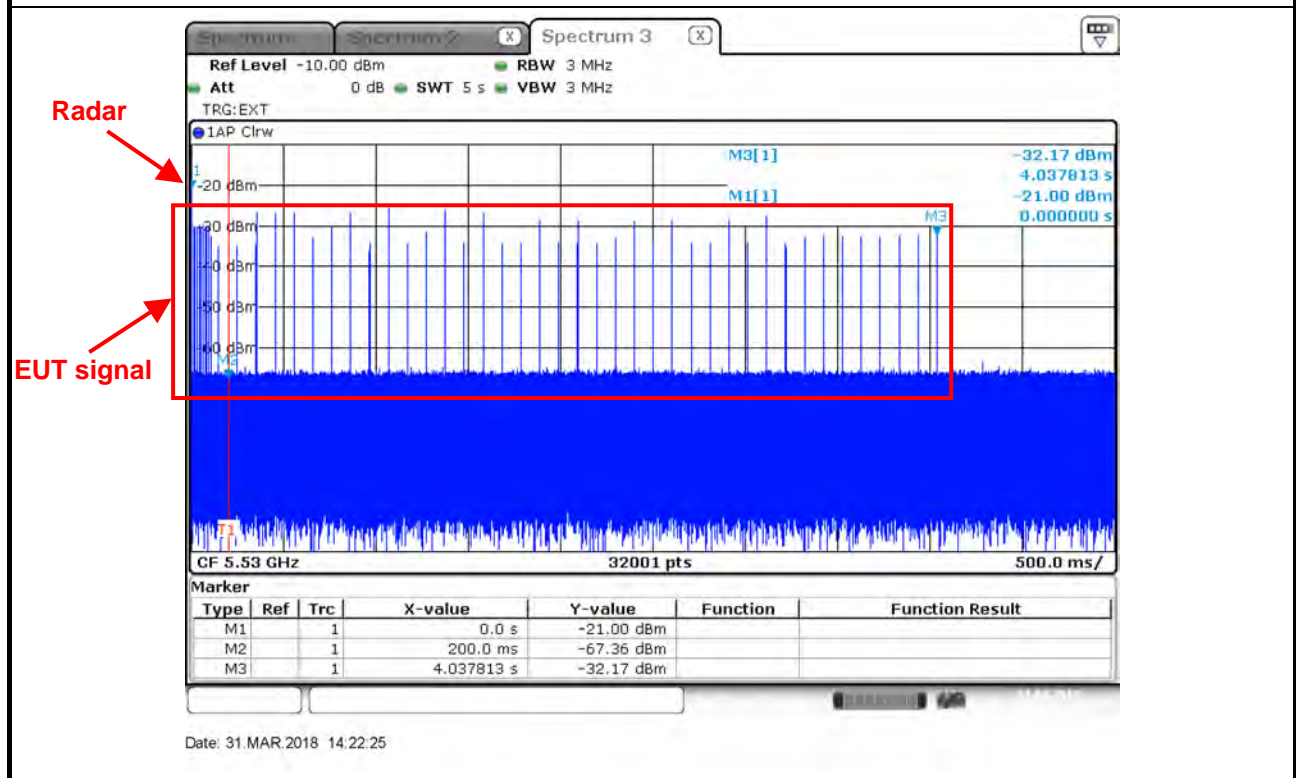 Spectrum 3
Ref Level -10.00 dBm RBW 3 MHz
Att 0 dB SWT 5 s VBW 3 MHz
TRG:EXT
Radar
1AP Clrw
M3[1] -32.17 dBm
4.037813 s
M1[1] -21.00 dBm
0.000000 s
1
-20 dBm
M3
-30 dBm
-40 dBm
-50 dBm
-60 dBm
M2
EUT signal
T1
CF 5.53 GHz 32001 pts 500.0 ms/
Marker
Type Ref Trc X-value Y-value Function Function Result
M1 1 0.0 s -21.00 dBm
M2 1 200.0 ms -67.36 dBm
M3 1 4.037813 s -32.17 dBm
Date: 31.MAR.2018 14:22:25